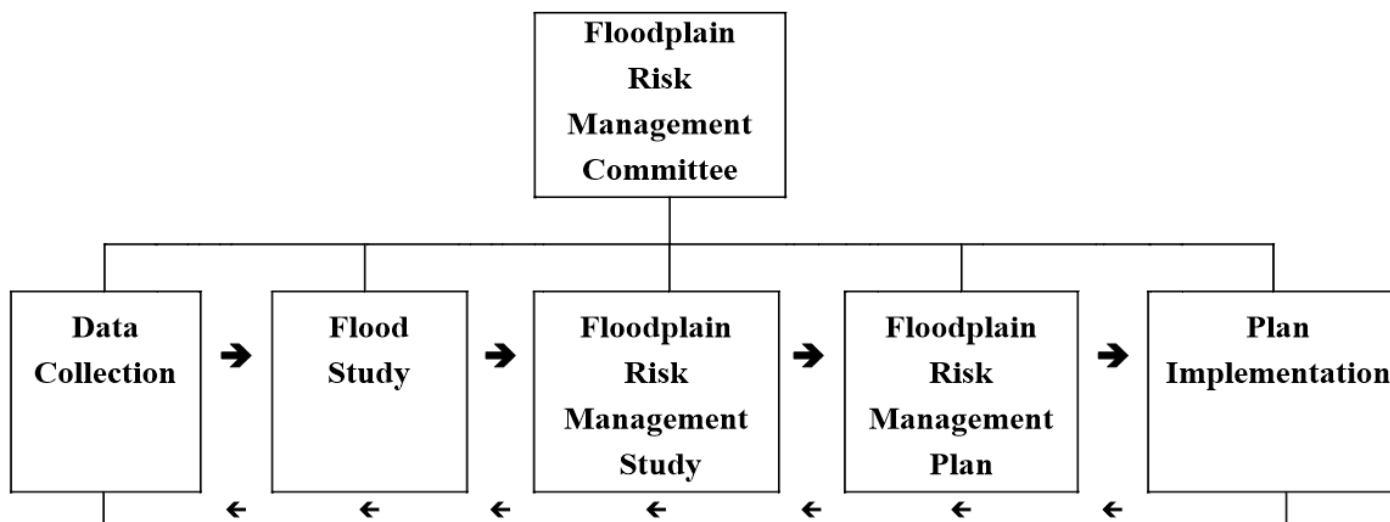 Floodplain
Risk
Management
Committee
Data
Collection
Flood
Study
Floodplain
Risk
Management
Study
Floodplain
Risk
Management
Plan
Plan
Implementation